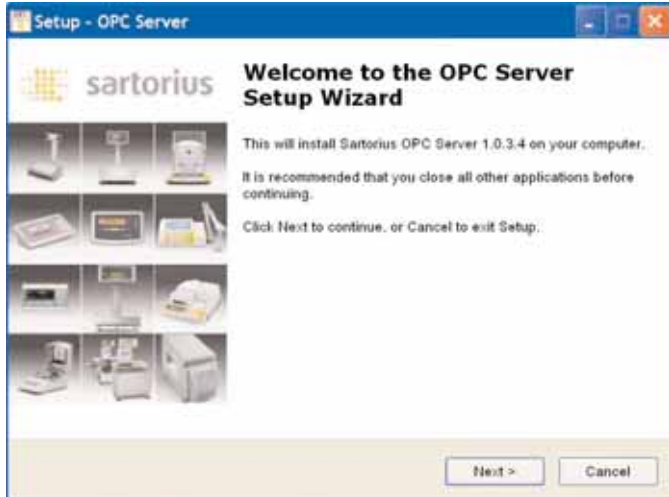 Setup - OPC Server
sartorius
Welcome to the OPC Server
Setup Wizard
This will install Sartorius OPC Server 1.0.3.4 on your computer.
It is recommended that you close all other applications before
continuing.
Click Next to continue, or Cancel to exit Setup.
Next >
Cancel